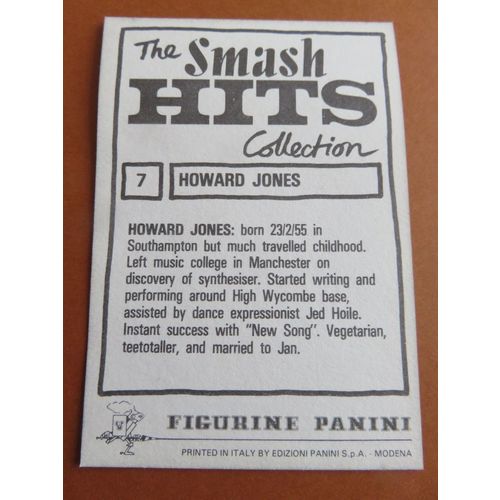 The Smash
HITS
Collection
7 HOWARD JONES
HOWARD JONES: born 23/2/55 in
Southampton but much travelled childhood.
Left music college in Manchester on
discovery of synthesiser. Started writing and
performing around High Wycombe base,
assisted by dance expressionist Jed Hoile.
Instant success with “New Song”. Vegetarian,
teetotaller, and married to Jan.
FIGURINE PANINI
PRINTED IN ITALY BY EDIZIONI PANINI S.p.A. - MODENA